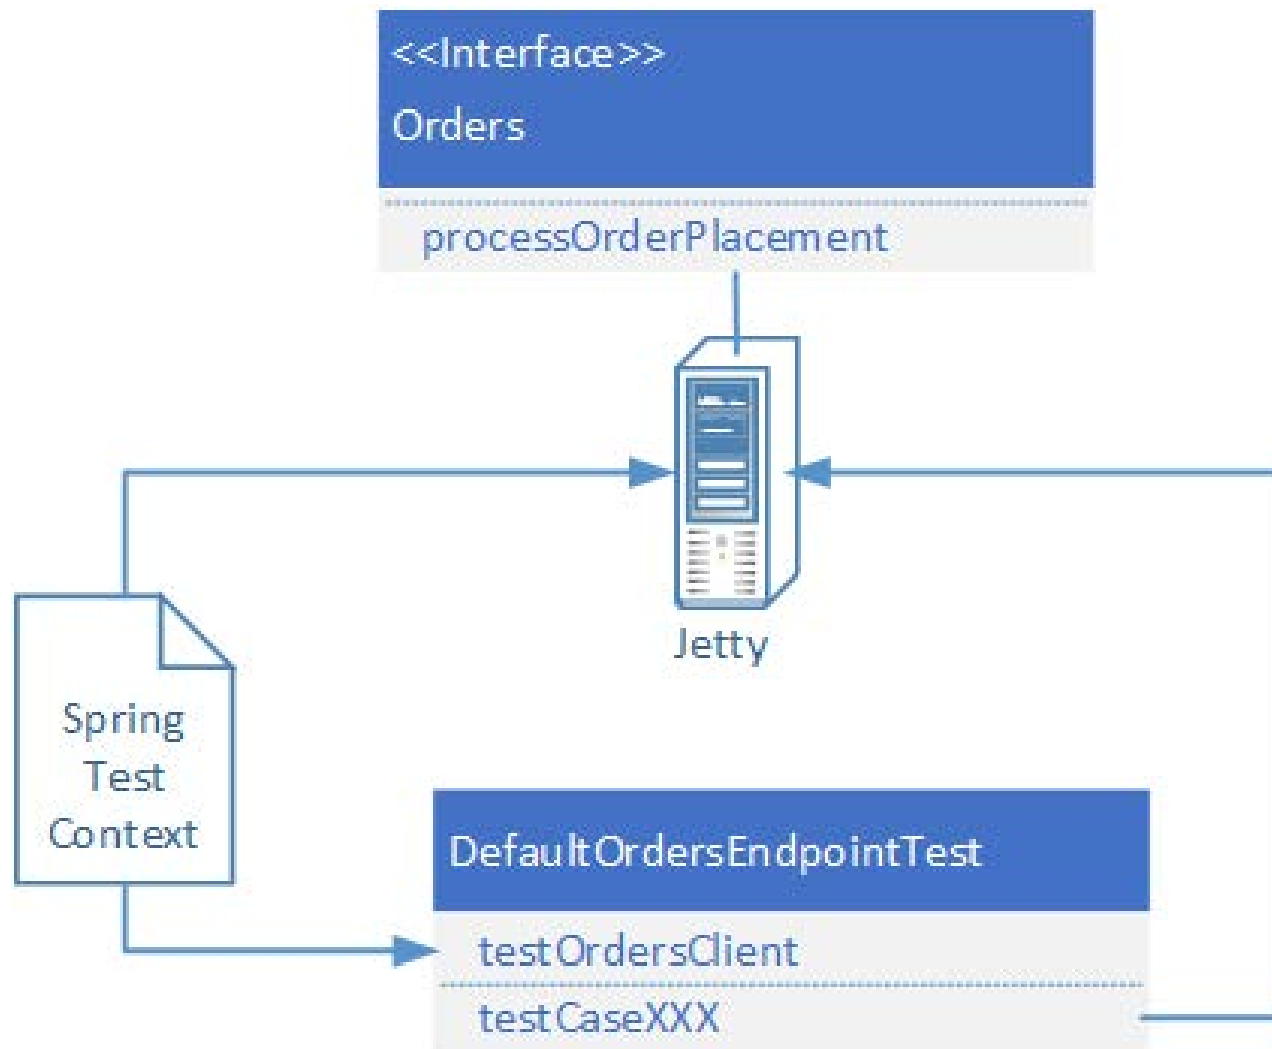 <<Interface>>
Orders
processOrderPlacement
Jetty
Spring
Test
Context
DefaultOrdersEndpointTest
testOrdersClient
testCaseXXX